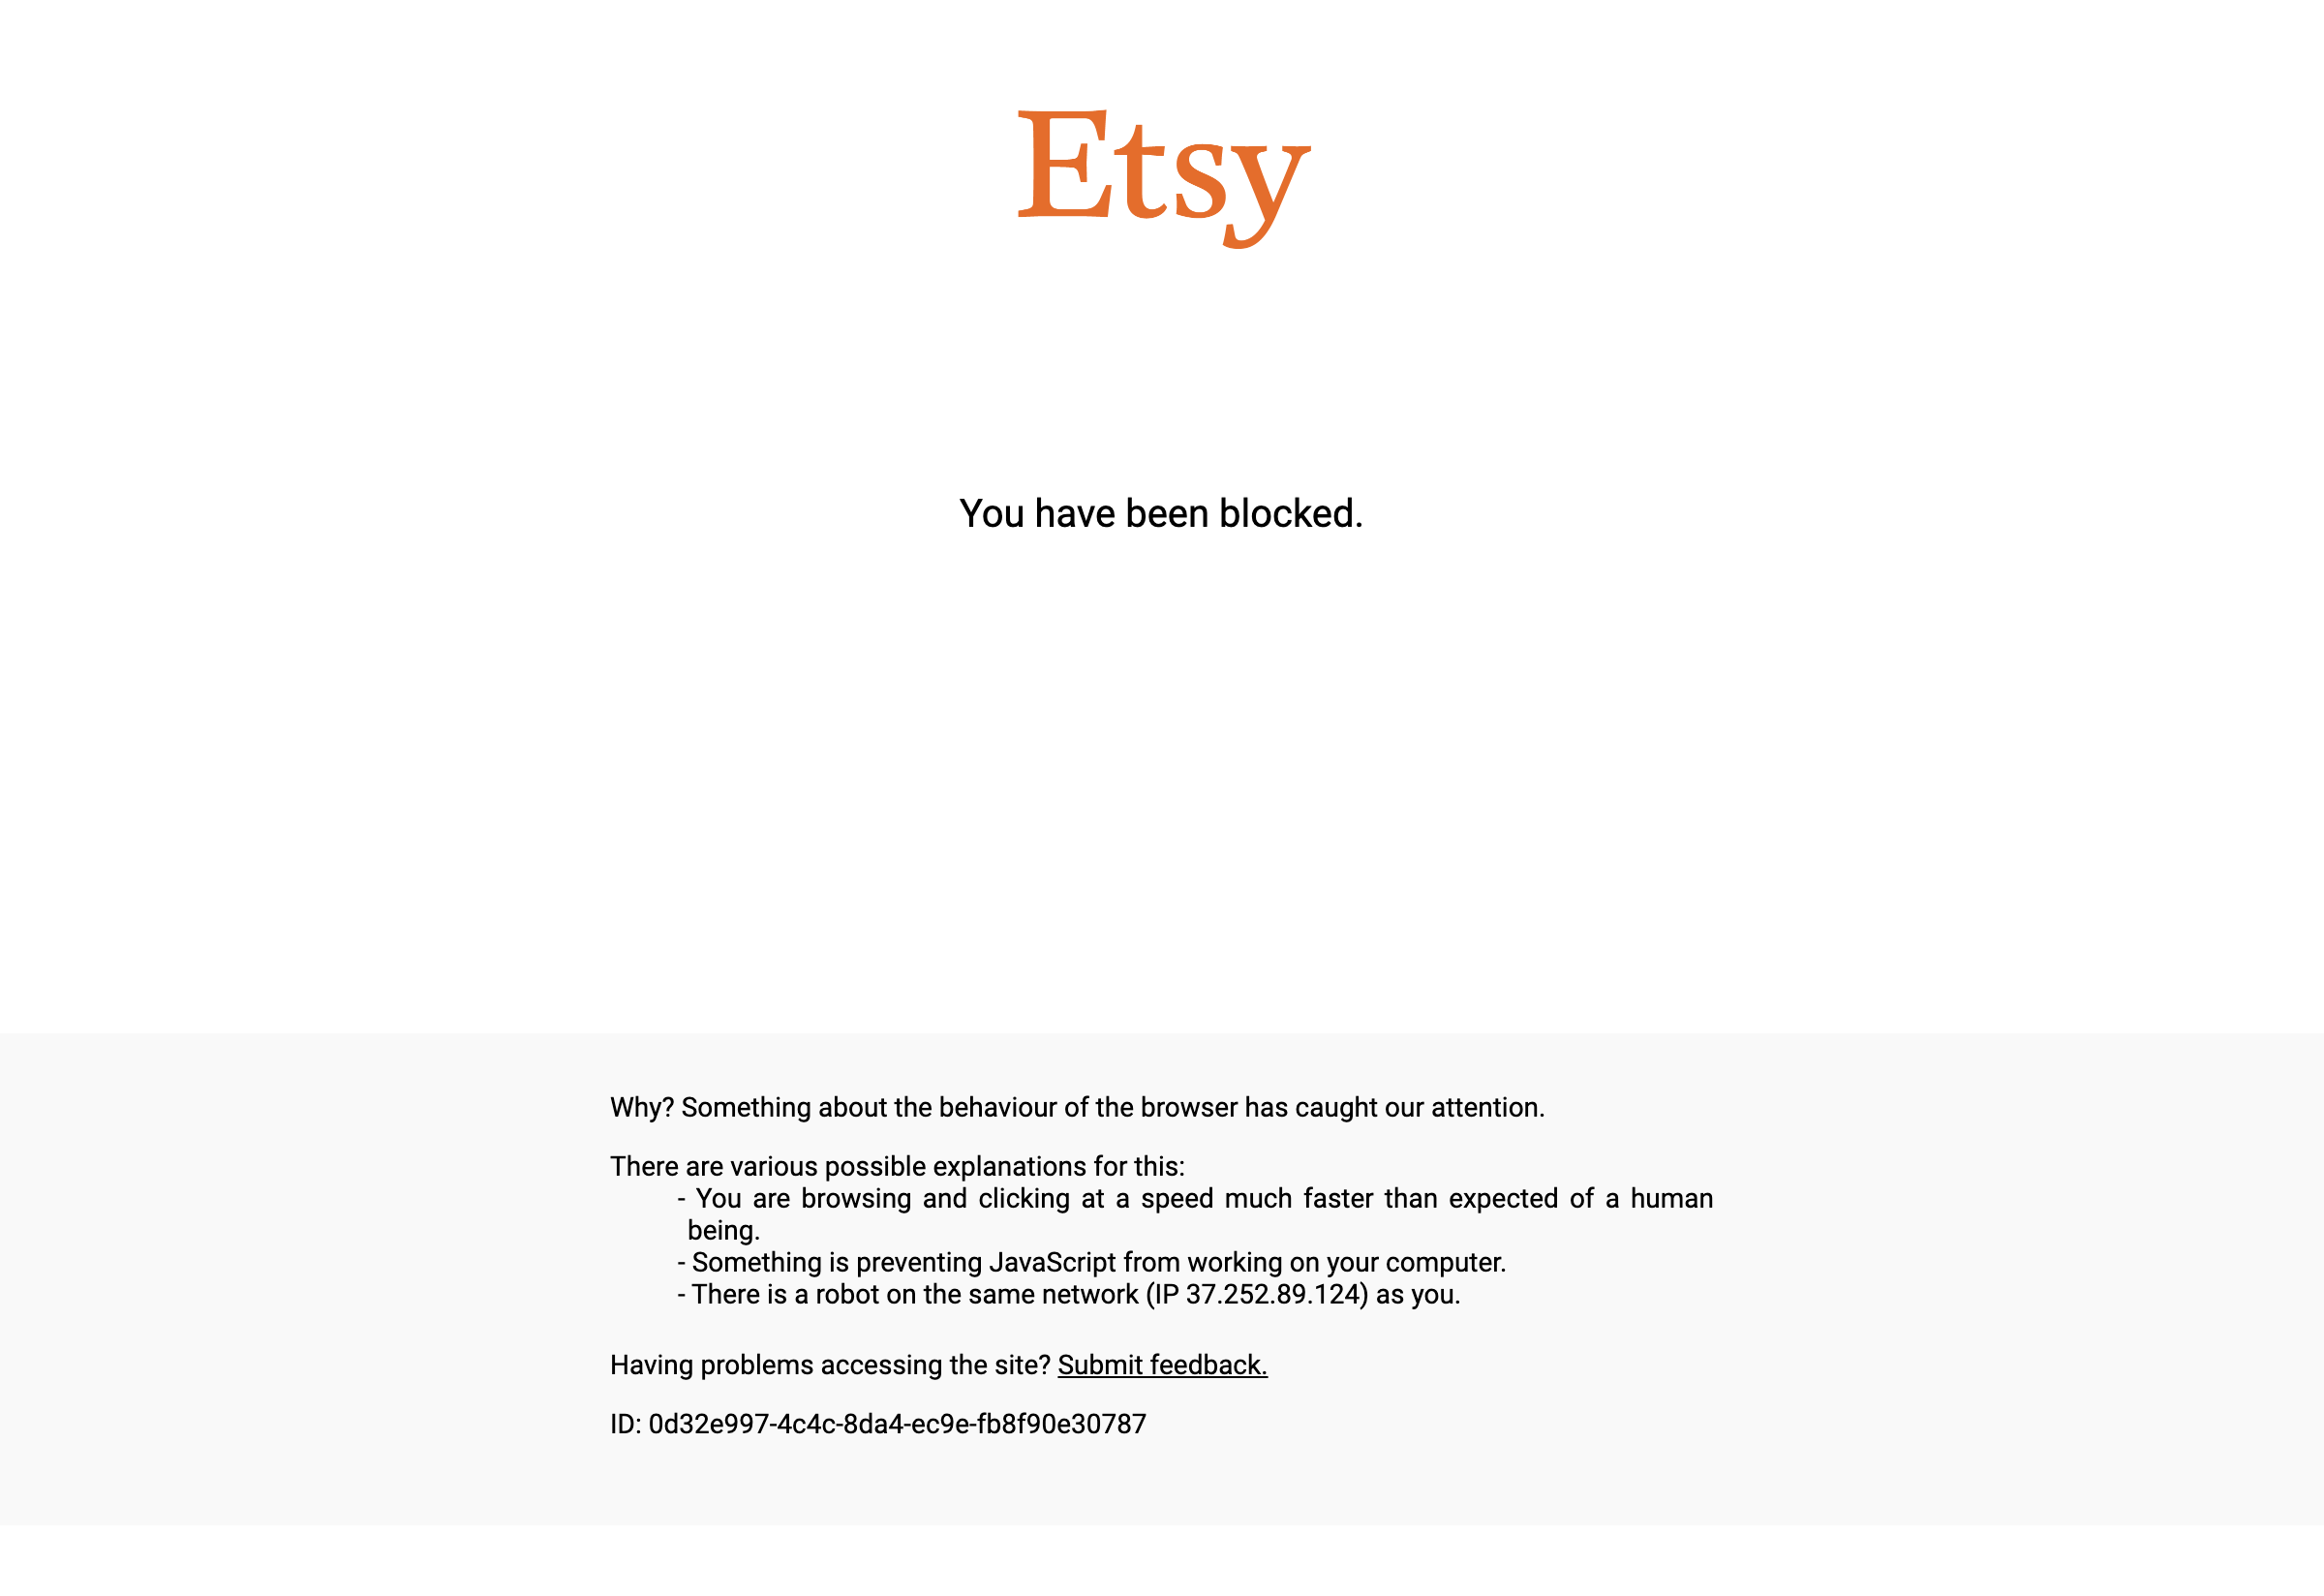 Etsy
You have been blocked.
Why? Something about the behaviour of the browser has caught our attention.
There are various possible explanations for this:
- You are browsing and clicking at a speed much faster than expected of a human
being.
- Something is preventing JavaScript from working on your computer.
- There is a robot on the same network (IP 37.252.89.124) as you.
Having problems accessing the site? Submit feedback.
ID: 0d32e997-4c4c-8da4-ec9e-fb8f90e30787